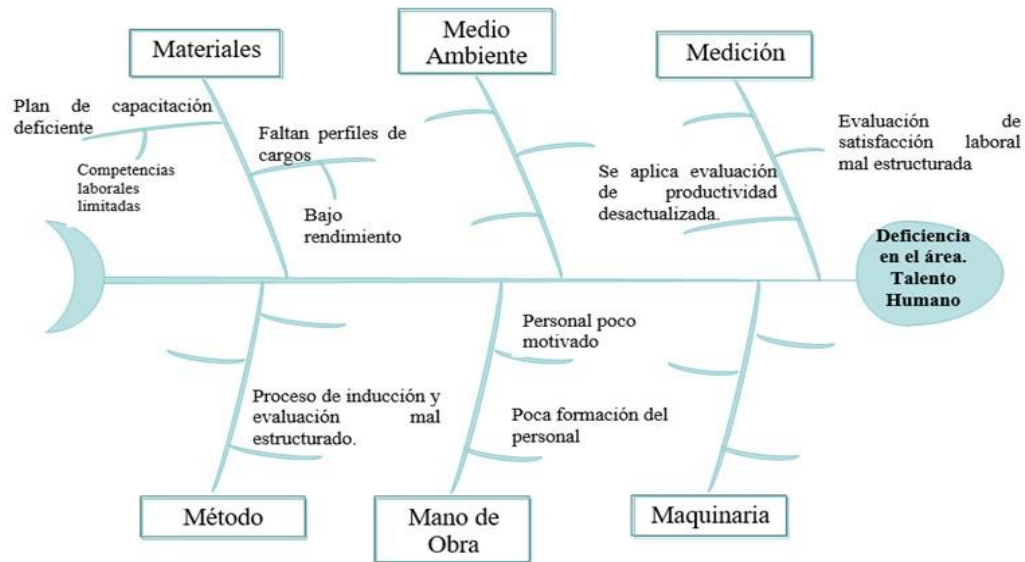 Materiales
Medio
Ambiente
Medición
Plan de capacitación
deficiente
Competencias
laborales
limitadas
Faltan perfiles de
cargos
Bajo
rendimiento
Se aplica evaluación
de productividad
desactualizada.
Evaluación de
satisfacción laboral
mal estructurada
Deficiencia
en el área.
Talento
Humano
Proceso de inducción y
evaluación mal
estructurado.
Personal poco
motivado
Poca formación del
personal
Método
Mano de
Obra
Maquinaria